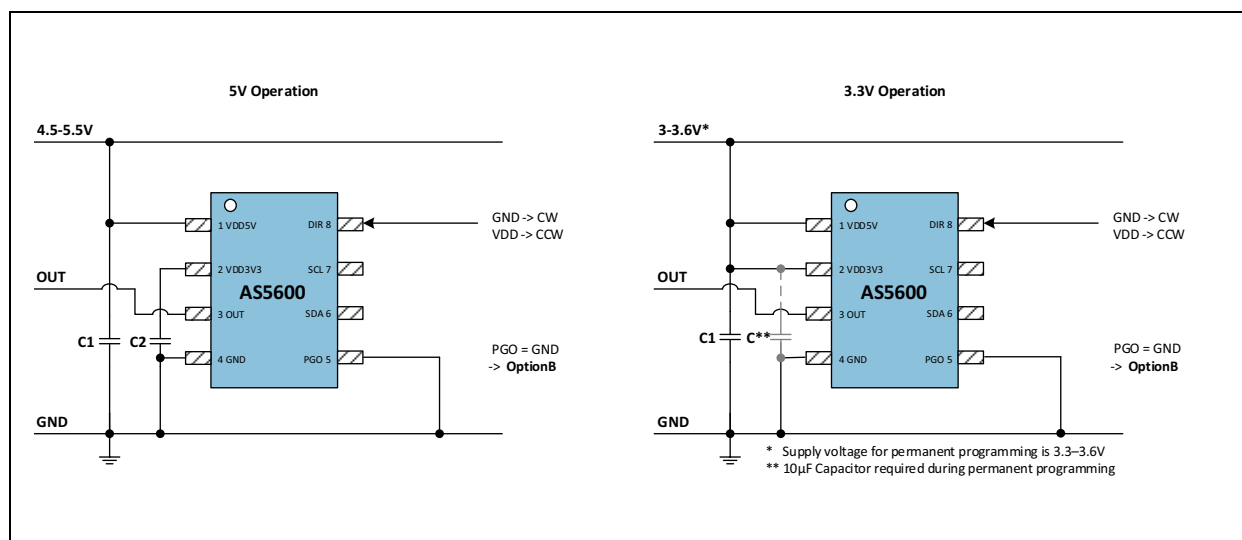 5V Operation
4.5-5.5V
1 VDD5V
DIR 8
GND -> CW
VDD -> CCW
2 VDD3V3
SCL 7
OUT
AS5600
3 OUT
SDA 6
C1
C2
4 GND
PGO 5
PGO = GND
-> OptionB
GND
3.3V Operation
3-3.6V*
1 VDD5V
DIR 8
GND -> CW
VDD -> CCW
2 VDD3V3
SCL 7
OUT
AS5600
3 OUT
SDA 6
C1
C**
4 GND
PGO 5
PGO = GND
-> OptionB
GND
* Supply voltage for permanent programming is 3.3–3.6V
** 10µF Capacitor required during permanent programming